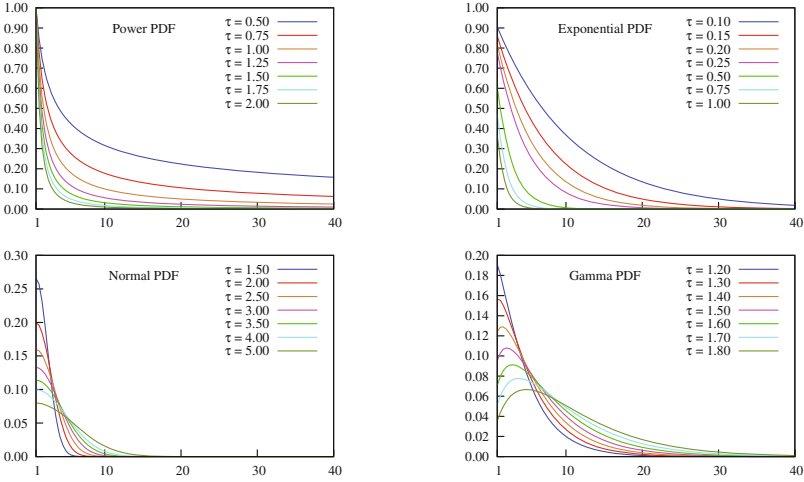 Power PDF
τ = 0.50
τ = 0.75
τ = 1.00
τ = 1.25
τ = 1.50
τ = 1.75
τ = 2.00
1.00
0.90
0.80
0.70
0.60
0.50
0.40
0.30
0.20
0.10
0.00
1 10 20 30 40
Exponential PDF
τ = 0.10
τ = 0.15
τ = 0.20
τ = 0.25
τ = 0.50
τ = 0.75
τ = 1.00
1.00
0.90
0.80
0.70
0.60
0.50
0.40
0.30
0.20
0.10
0.00
1 10 20 30 40
Normal PDF
τ = 1.50
τ = 2.00
τ = 2.50
τ = 3.00
τ = 3.50
τ = 4.00
τ = 5.00
0.30
0.25
0.20
0.15
0.10
0.05
0.00
1 10 20 30 40
Gamma PDF
τ = 1.20
τ = 1.30
τ = 1.40
τ = 1.50
τ = 1.60
τ = 1.70
τ = 1.80
0.20
0.18
0.16
0.14
0.12
0.10
0.08
0.06
0.04
0.02
0.00
1 10 20 30 40